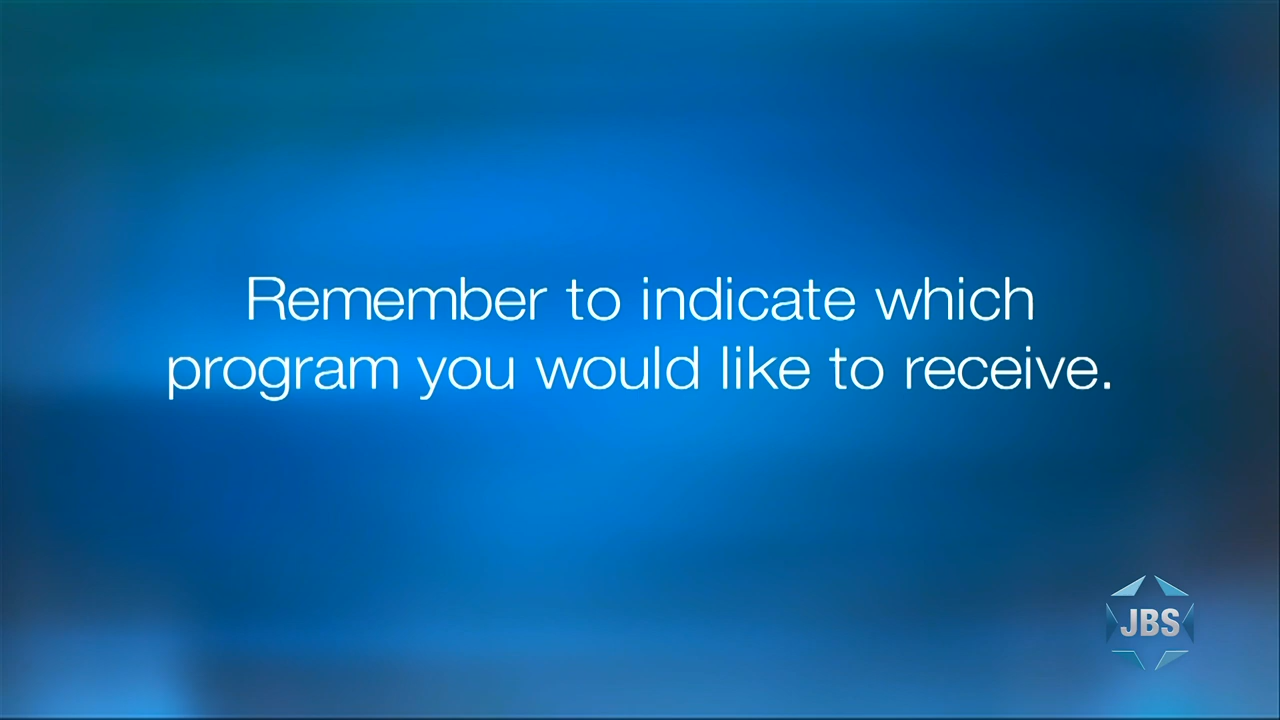 Remember to indicate which
program you would like to receive.
JBS